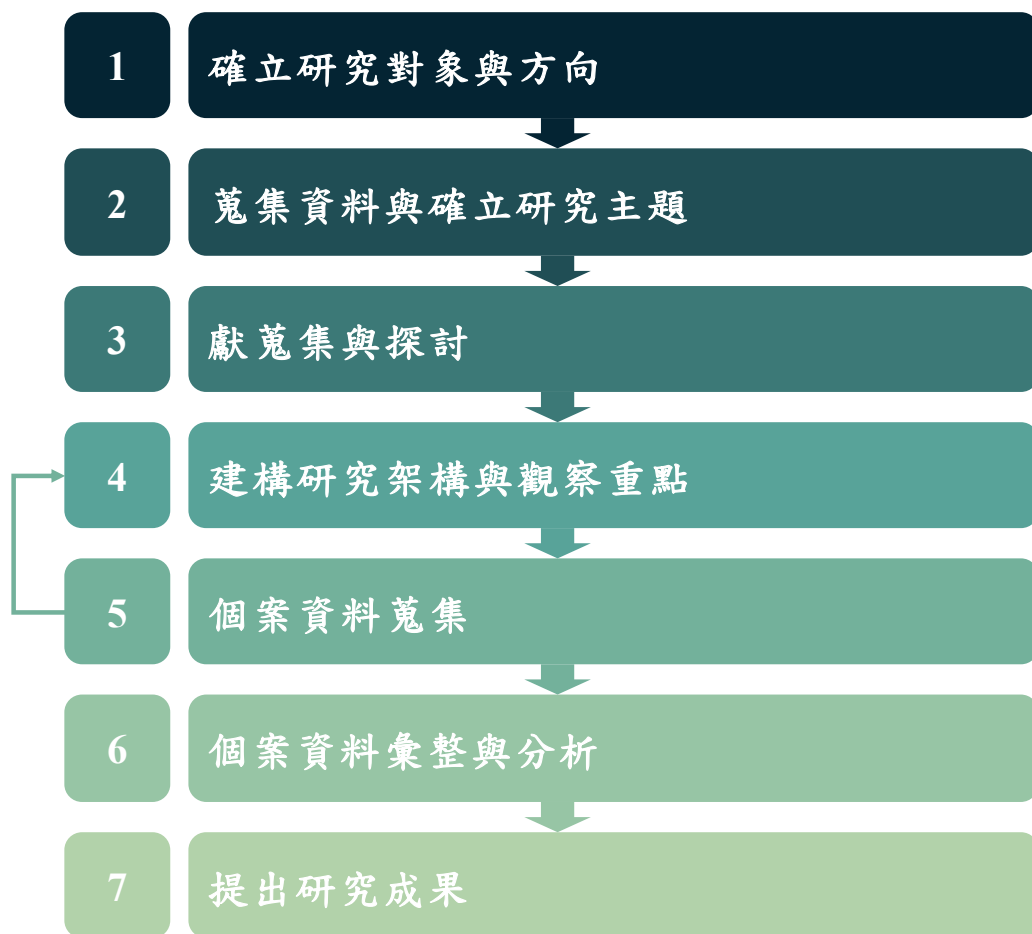 1 確立研究對象與方向
2 蒐集資料與確立研究主題
3 獻蒐集與探討
4 建構研究架構與觀察重點
5 個案資料蒐集
6 個案資料彙整與分析
7 提出研究成果